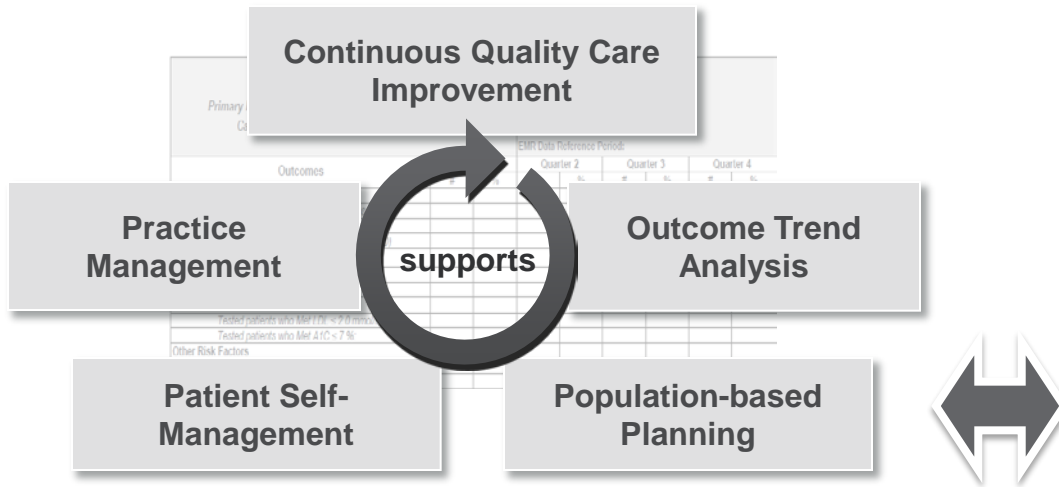 Continuous Quality Care
Improvement
Primary
EMR Data Reference Period:
Outcomes
Quarter 2
Quarter 3
Quarter 4
# %
# %
Practice
Management
supports
Outcome Trend
Analysis
Tested patients who Met LDL < 2.0 mmol
Tested patients who Met A1C < 7 %:
Other Risk Factors
Patient Self-
Management
Population-based
Planning